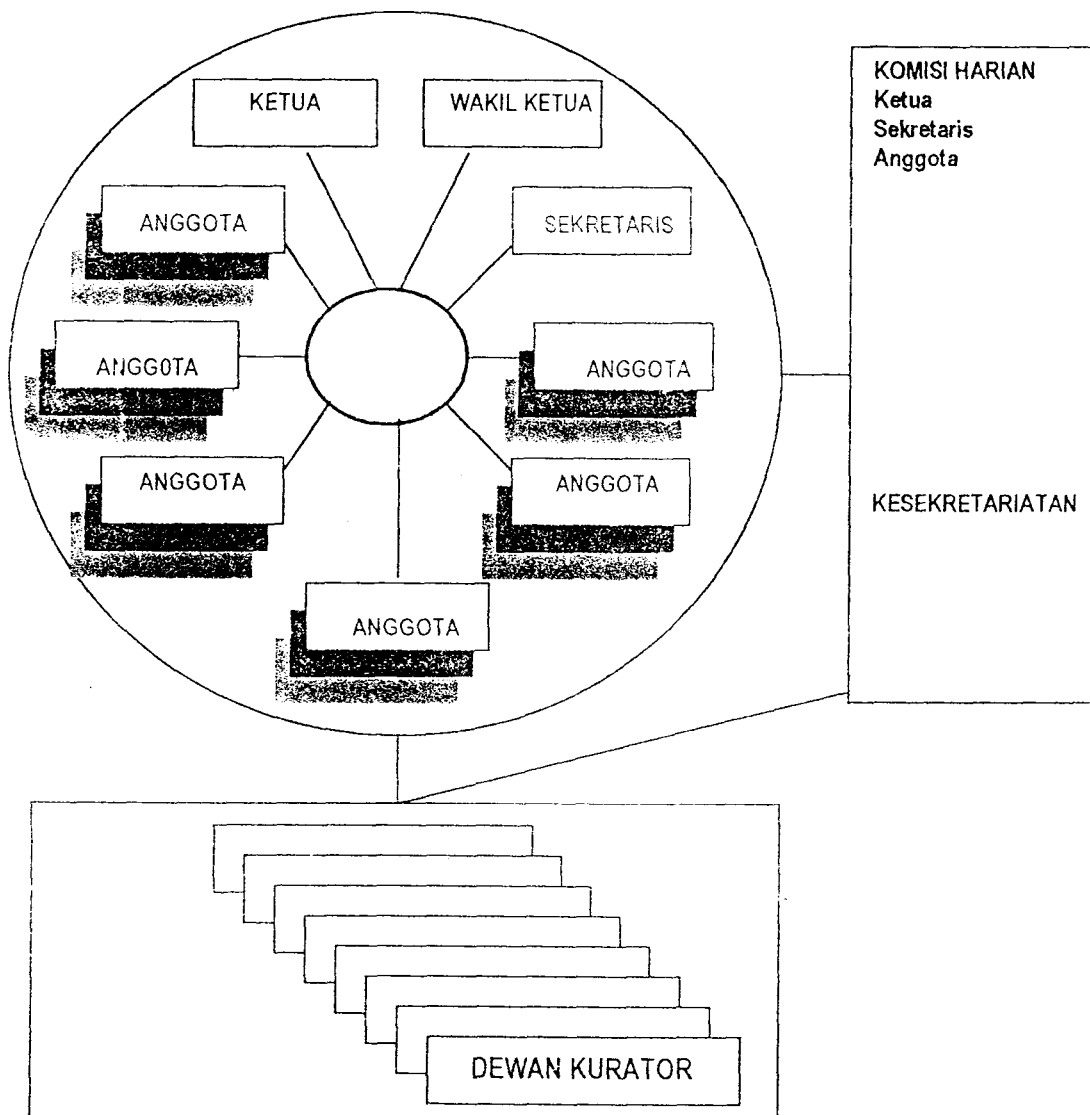 KETUA
WAKIL KETUA
ANGGOTA
SEKRETARIS
ANGGOTA
ANGGOTA
ANGGOTA
ANGGOTA
ANGGOTA
KOMISI HARIAN
Ketua
Sekretaris
Anggota
KESEKRETARIATAN
DEWAN KURATOR